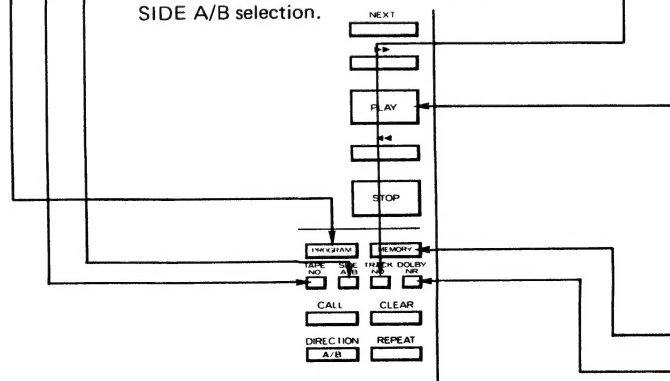 SIDE A/B selection.
NEXT
▶▶
PLAY
◀◀
STOP
PROGRAM MEMORY
TAPE NO SIDE A/B TRACK NO DOLBY NR
CALL CLEAR
DIRECTION REPEAT
A/B